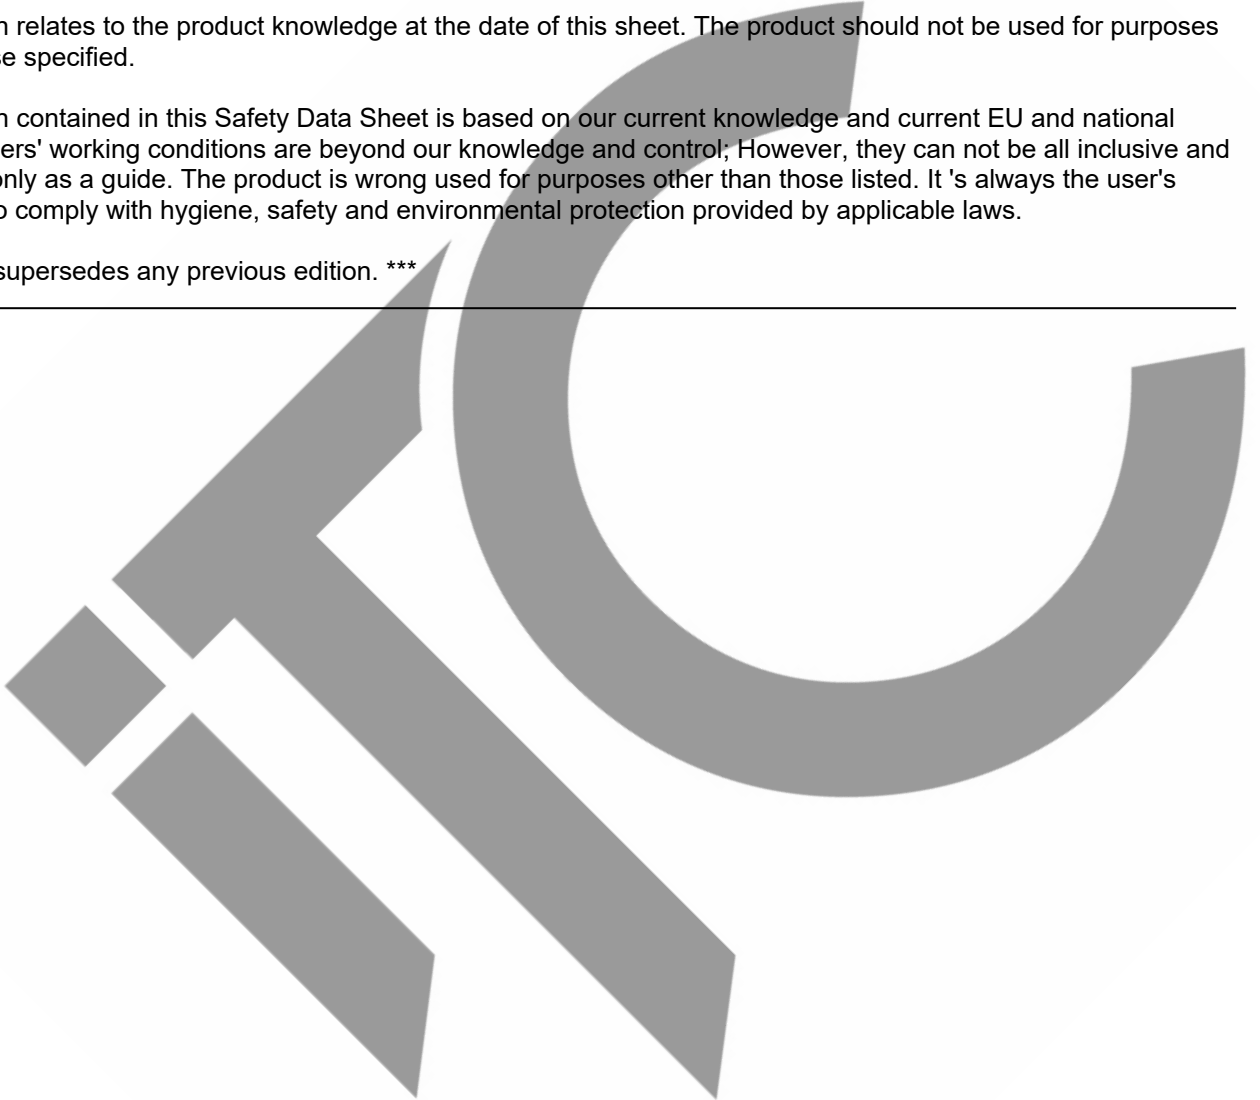 n relates to the product knowledge at the date of this sheet. The product should not be used for purposes
se specified.
n contained in this Safety Data Sheet is based on our current knowledge and current EU and national
ers' working conditions are beyond our knowledge and control; However, they can not be all inclusive and
only as a guide. The product is wrong used for purposes other than those listed. It 's always the user's
o comply with hygiene, safety and environmental protection provided by applicable laws.
supersedes any previous edition. ***
iTC